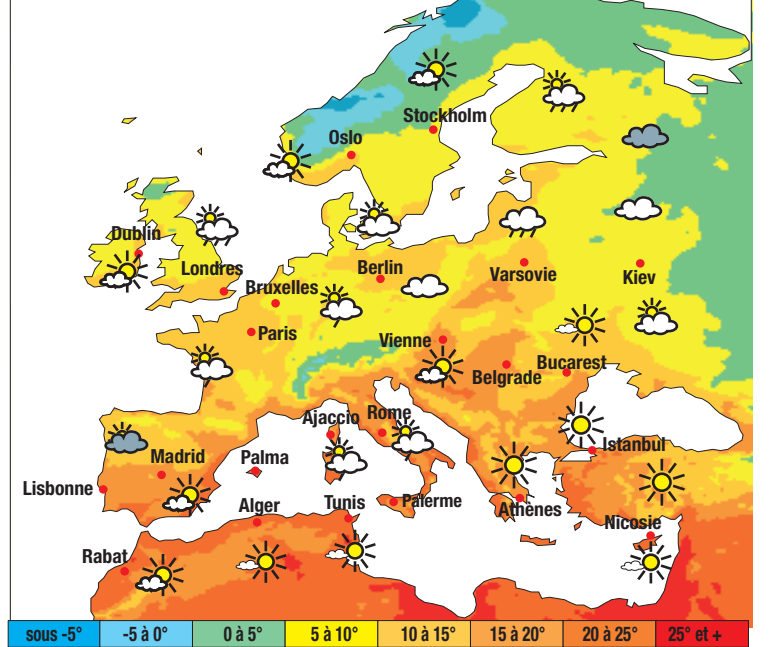 Stockholm
Oslo
Dublin
Londres
Berlin
Varsovie
Kiev
Bruxelles
Paris
Vienne
Belgrade
Bucarest
Ajaccio
Rome
Madrid
Palma
Istanbul
Lisbonne
Alger
Tunis
Palerme
Athènes
Nicosie
Rabat
sous -5°
-5 à 0°
0 à 5°
5 à 10°
10 à 15°
15 à 20°
20 à 25°
25° et +